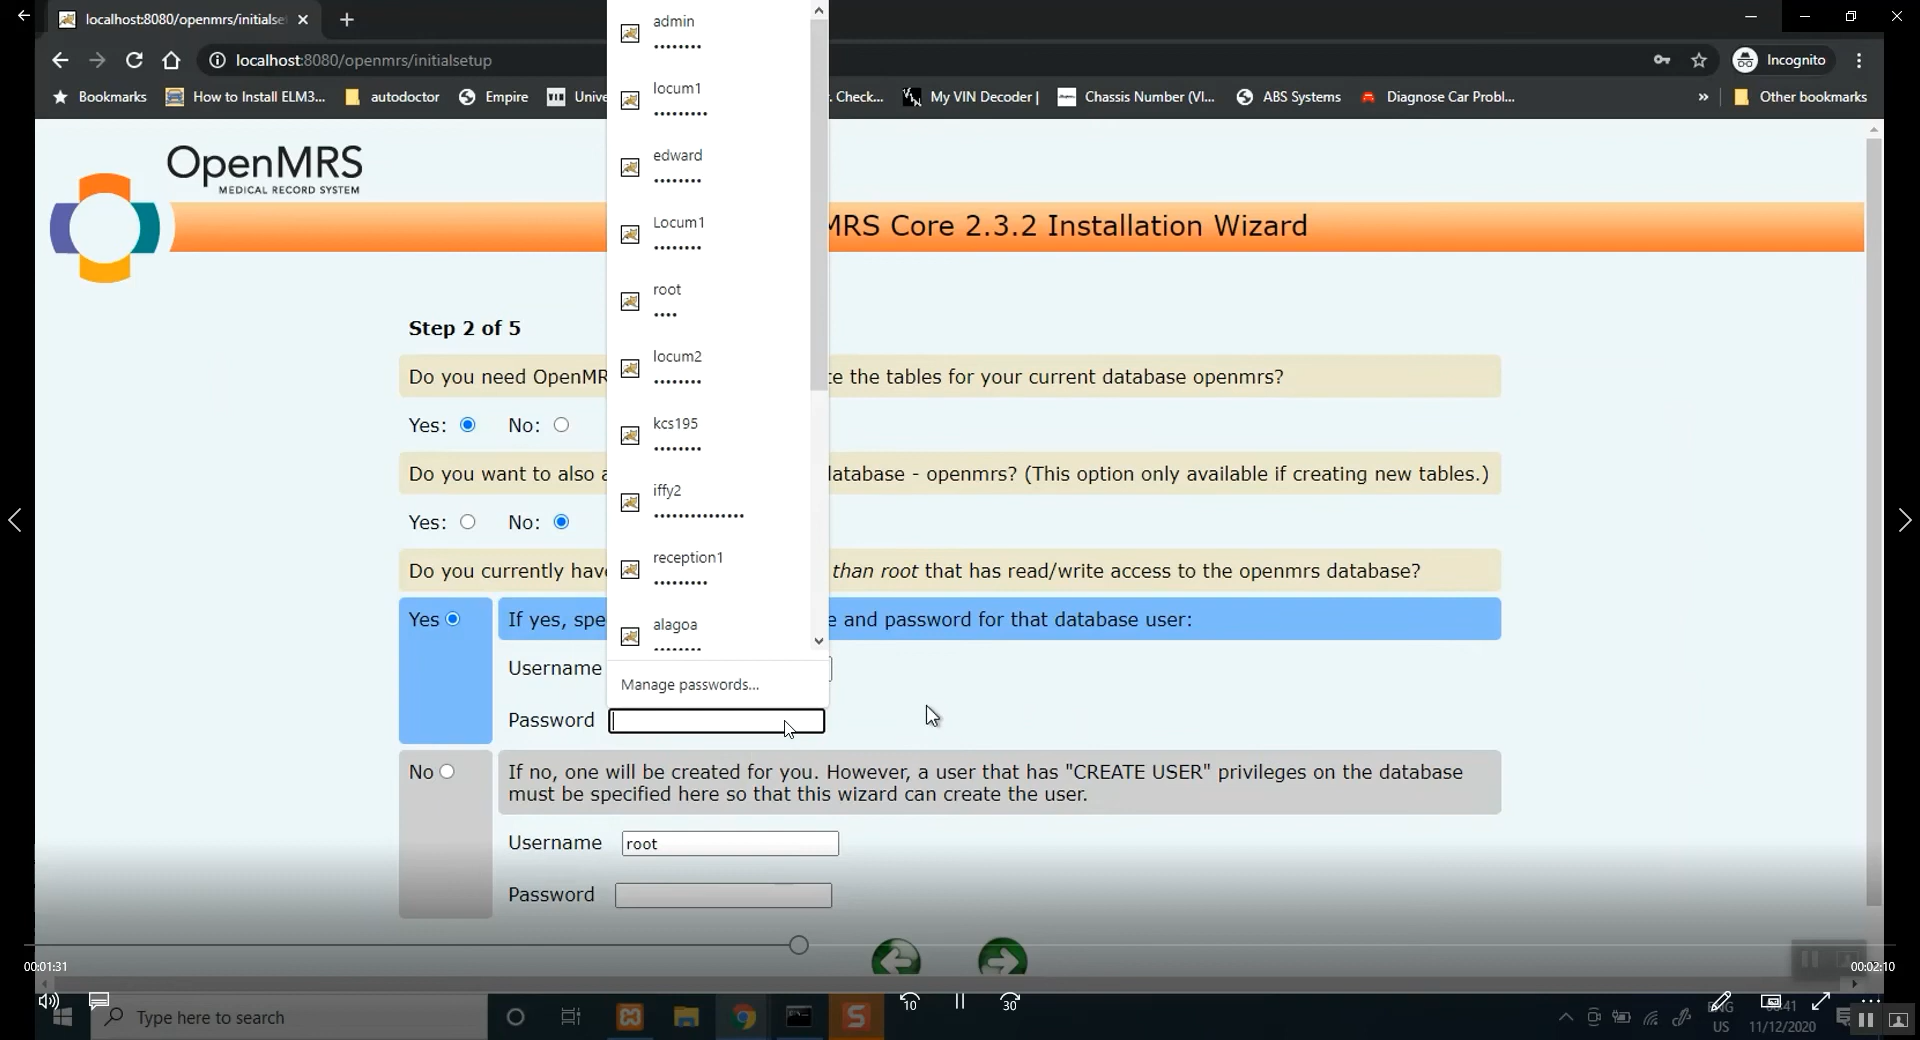 localhost:8080/openmrs/initialse
localhost:8080/openmrs/initialsetup
Incognito
Bookmarks
How to Install ELM3...
autodoctor
Empire
Unive
. Check...
My VIN Decoder |
Chassis Number (VI...
ABS Systems
Diagnose Car Probl...
»
Other bookmarks
OpenMRS
MEDICAL RECORD SYSTEM
MRS Core 2.3.2 Installation Wizard
admin
••••••••
locum1
•••••••••
edward
••••••••
Locum1
••••••••
root
••••
locum2
••••••••
kcs195
••••••••
iffy2
•••••••••••••••
reception1
•••••••••
alagoa
••••••••
Manage passwords...
Step 2 of 5
Do you need OpenMR
te the tables for your current database openmrs?
Yes: No:
Do you want to also a
database - openmrs? (This option only available if creating new tables.)
Yes: No:
Do you currently have
than root that has read/write access to the openmrs database?
Yes
If yes, spe
e and password for that database user:
Username
Password
No
If no, one will be created for you. However, a user that has "CREATE USER" privileges on the database
must be specified here so that this wizard can create the user.
Username root
Password
00:01:31
00:02:10
Type here to search
10
30
US
11/12/2020